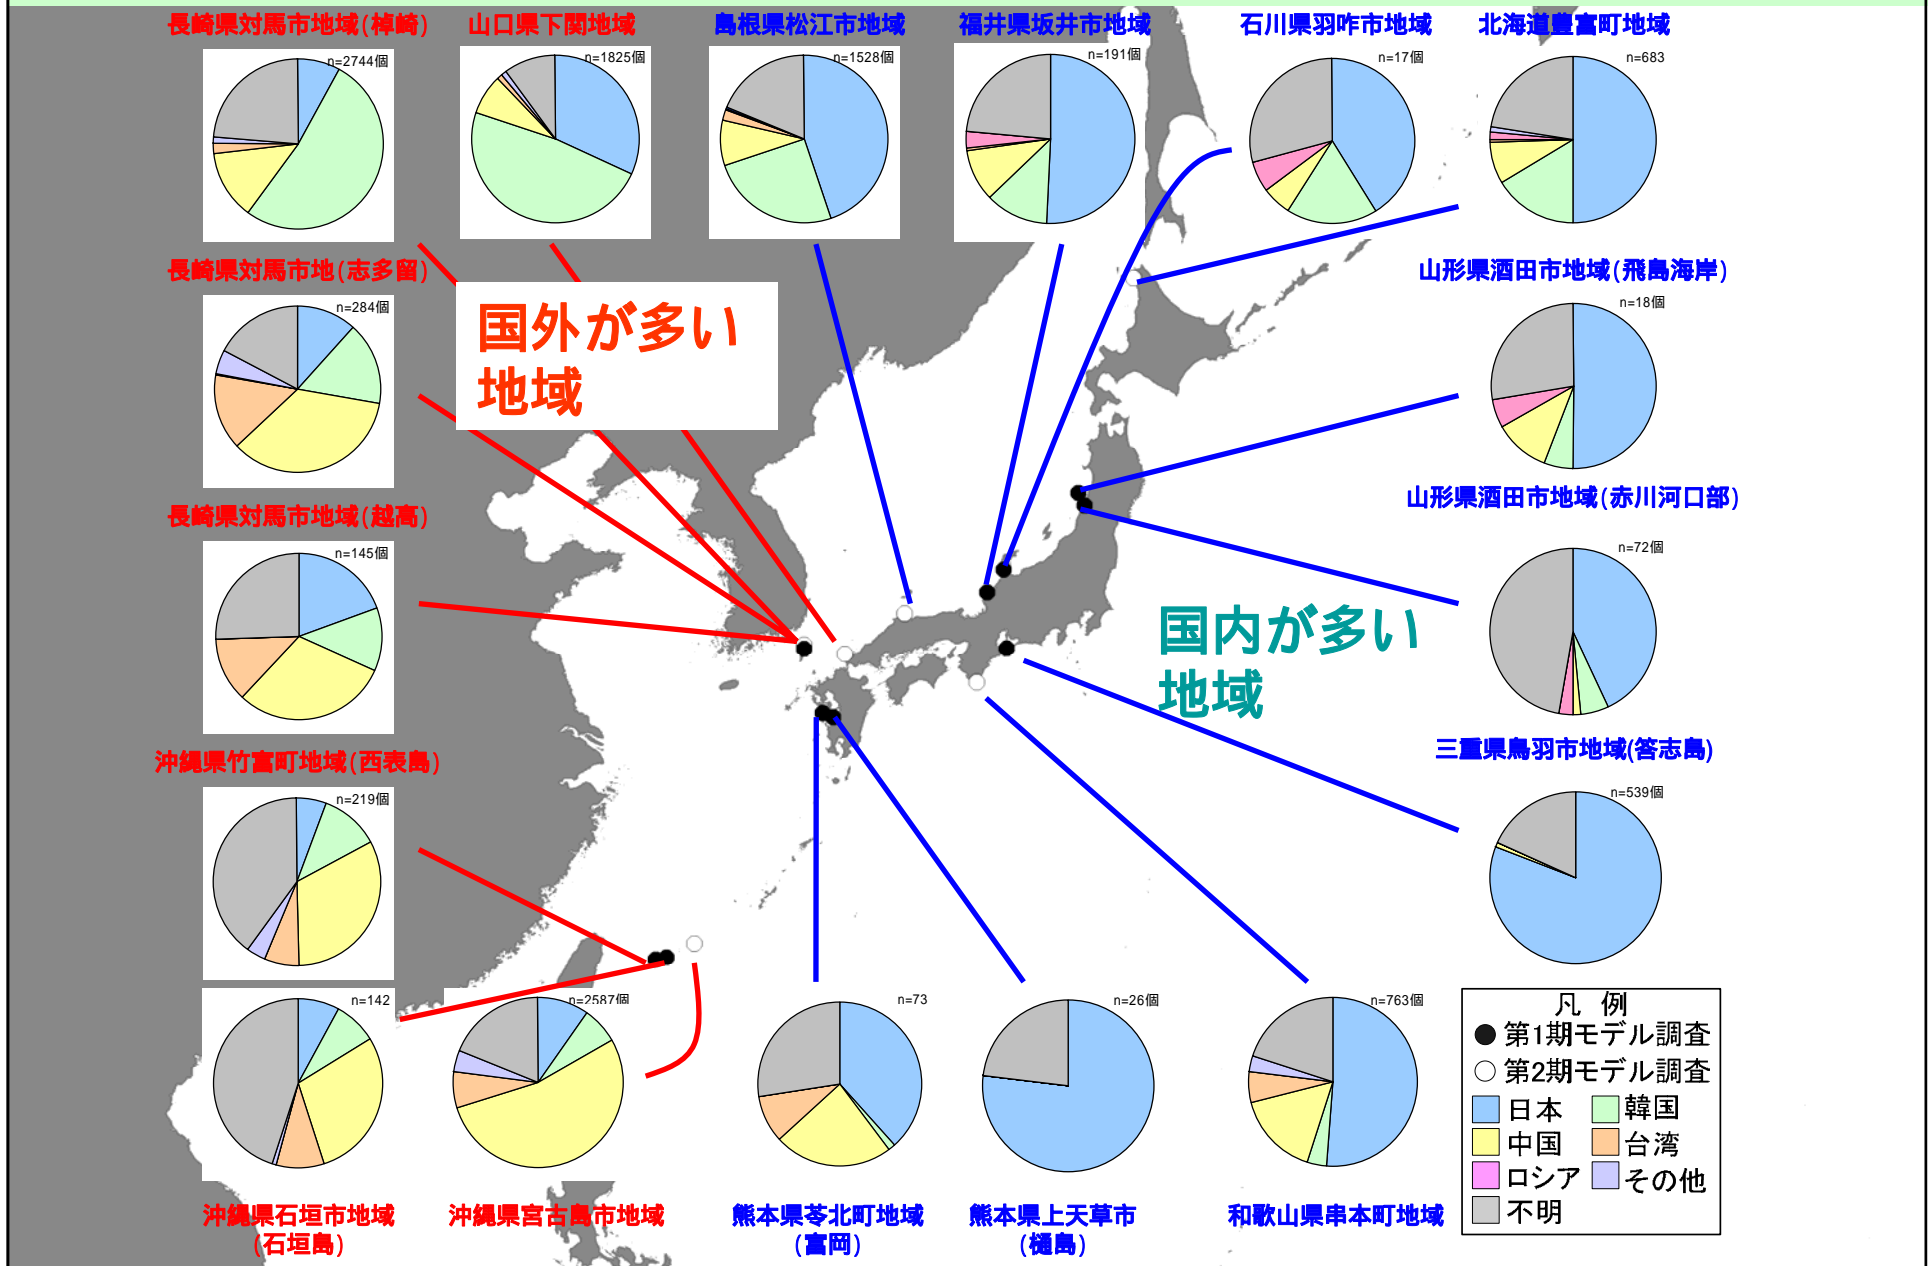 長崎県対馬市地域(棹崎)
n=2744個
山口県下関地域
n=1825個
島根県松江市地域
n=1528個
福井県坂井市地域
n=191個
石川県羽咋市地域
n=17個
北海道豊富町地域
n=683
長崎県対馬市地(志多留)
n=284個
国外が多い
地域
山形県酒田市地域(飛島海岸)
n=18個
長崎県対馬市地域(越高)
n=145個
山形県酒田市地域(赤川河口部)
n=72個
国内が多い
地域
沖縄県竹富町地域(西表島)
n=219個
三重県鳥羽市地域(答志島)
n=539個
n=142
沖縄県石垣市地域
(石垣島)
n=2587個
沖縄県宮古島市地域
n=73
熊本県苓北町地域
(富岡)
n=26個
熊本県上天草市
(樋島)
n=763個
和歌山県串本町地域
凡 例
第1期モデル調査
第2期モデル調査
日本 韓国
中国 台湾
ロシア その他
不明